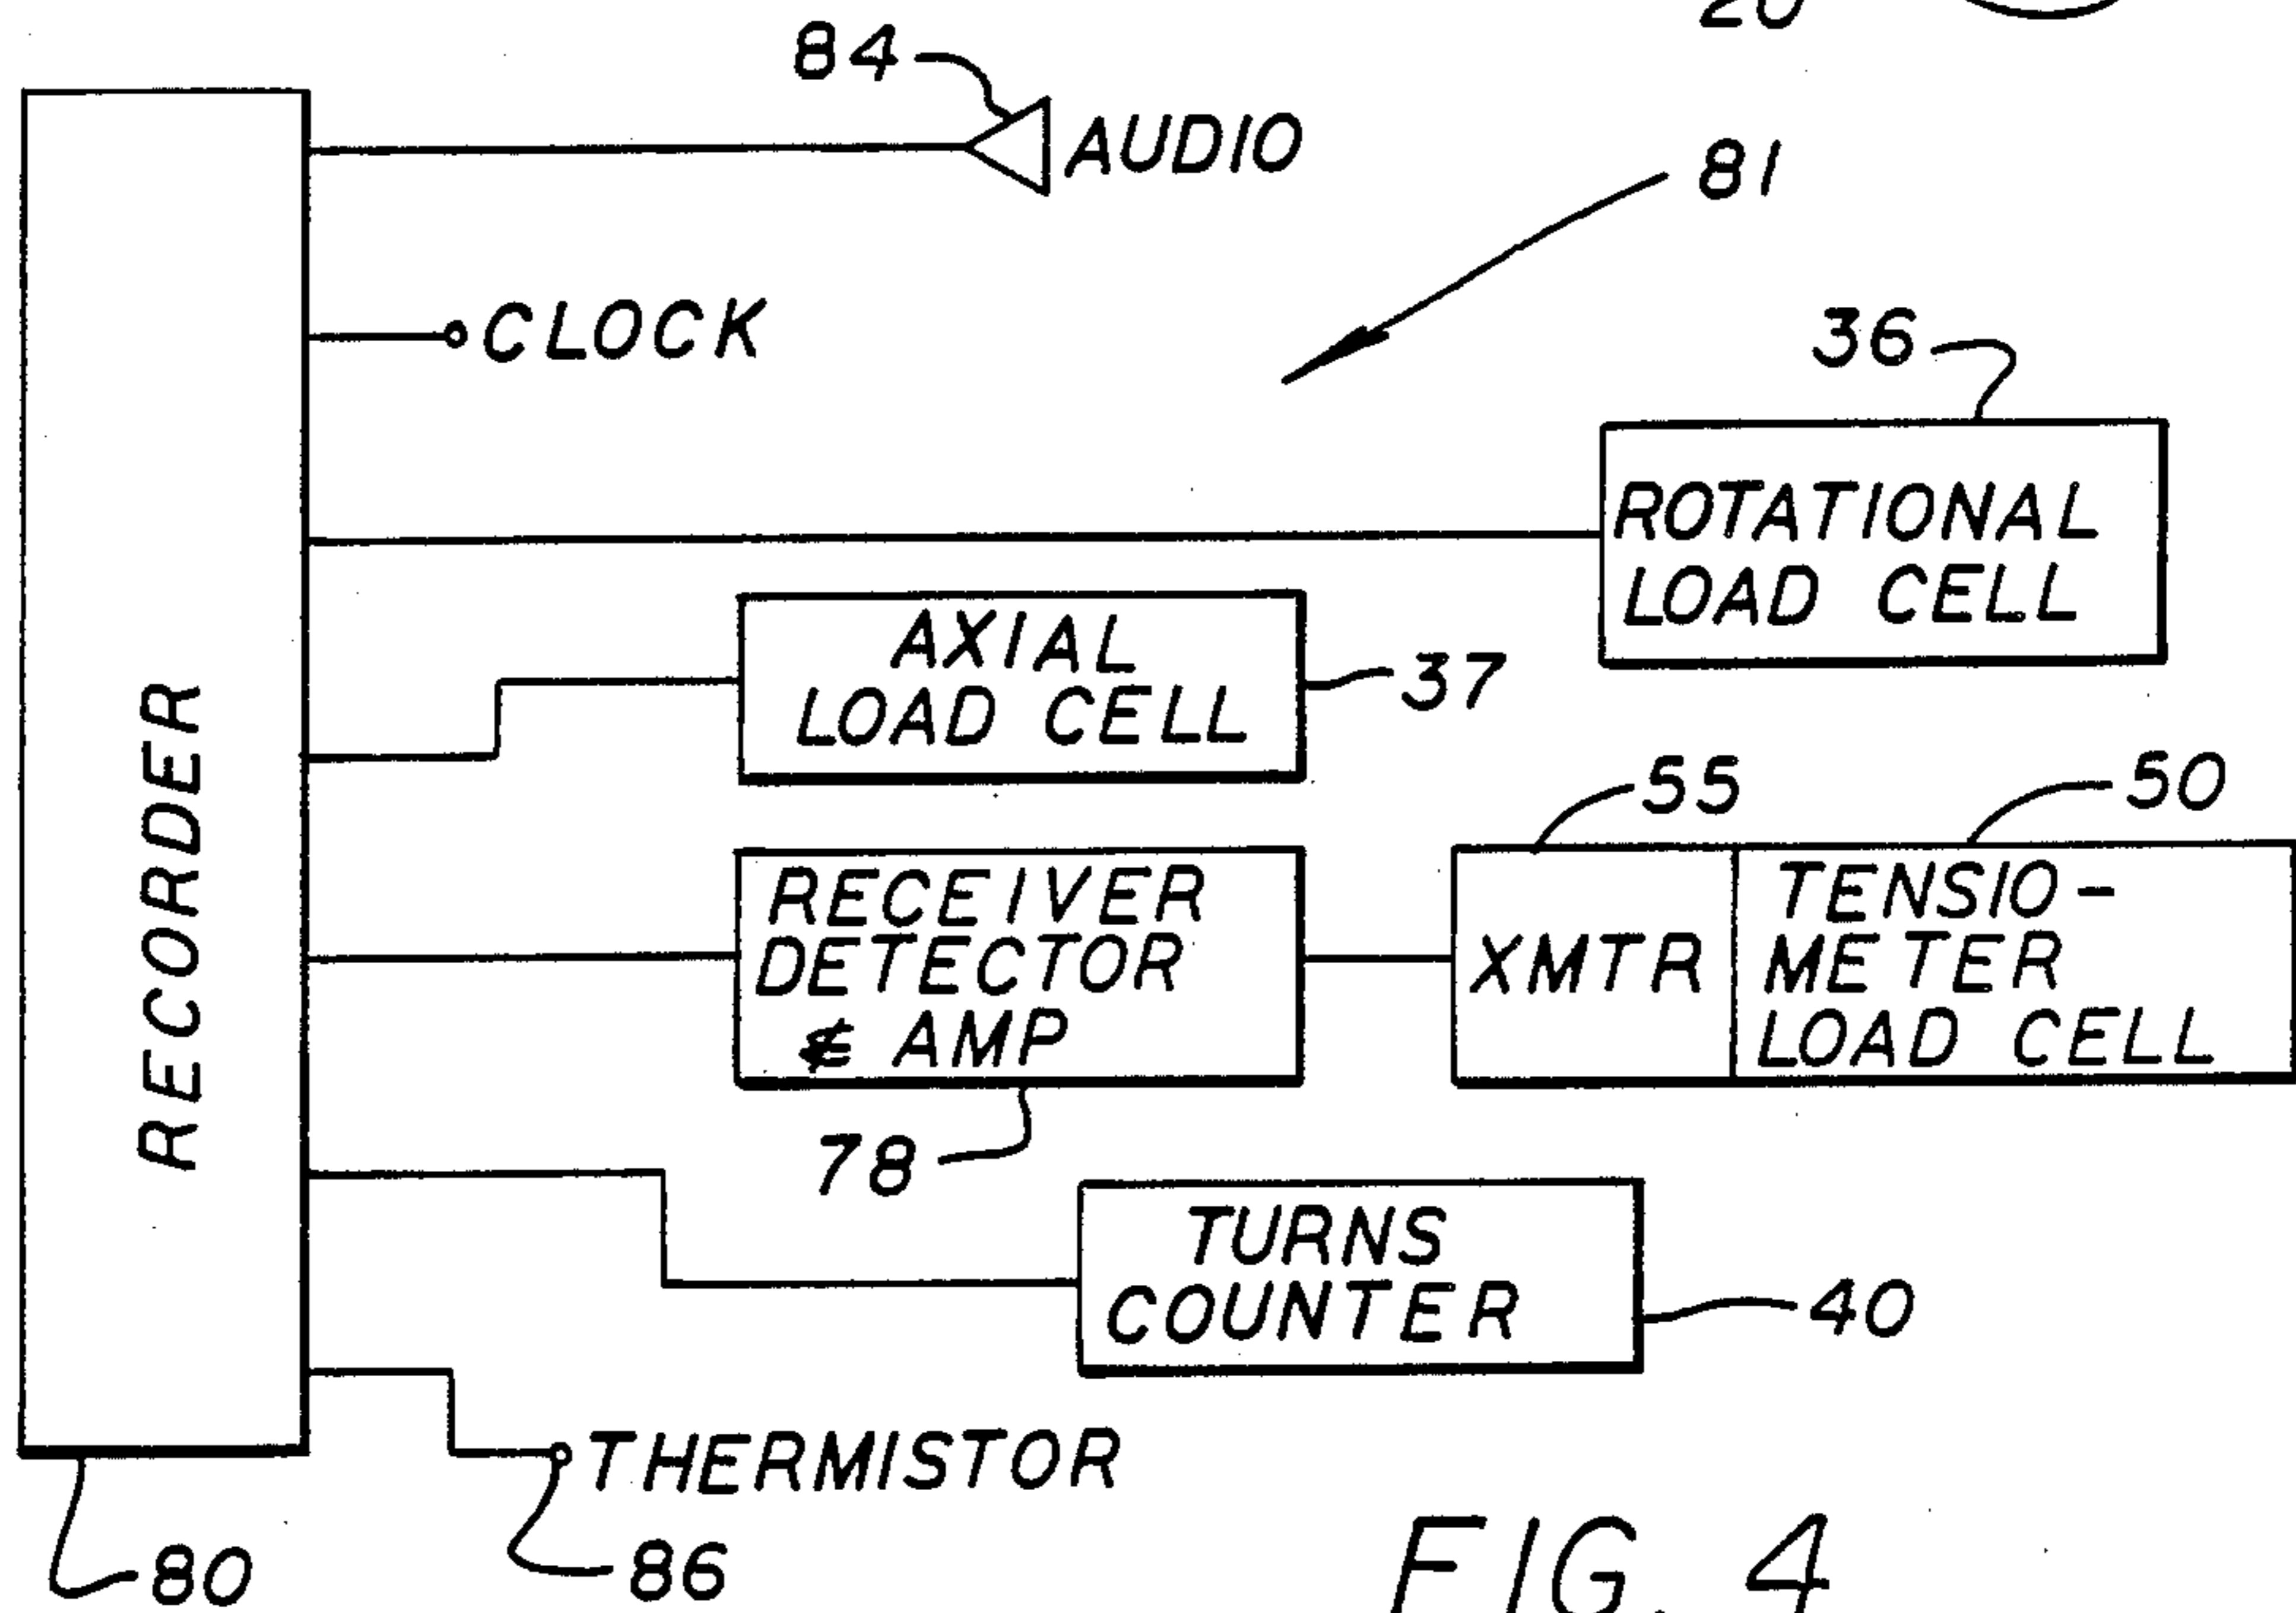 20
84
AUDIO
81
CLOCK
36
ROTATIONAL
LOAD CELL
AXIAL
LOAD CELL
37
55
50
RECORDER
RECEIVER
DETECTOR
& AMP
XMTR
TENSIO-
METER
LOAD CELL
78
TURNS
COUNTER
40
THERMISTOR
80
86
FIG. 4